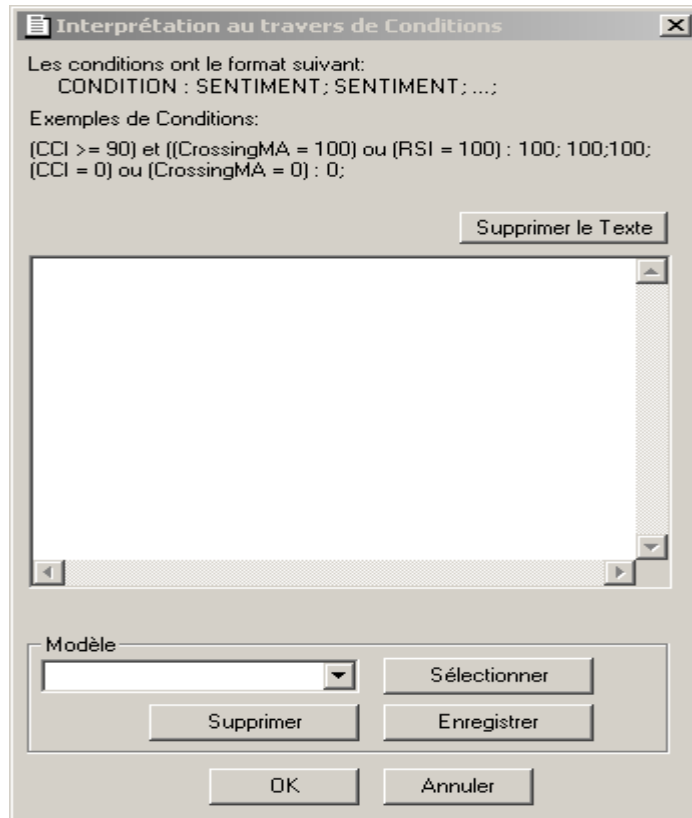 Interprétation au travers de Conditions
Les conditions ont le format suivant:
CONDITION : SENTIMENT; SENTIMENT; ...;
Exemples de Conditions:
(CCI >= 90) et ((CrossingMA = 100) ou (RSI = 100) : 100; 100;100;
(CCI = 0) ou (CrossingMA = 0) : 0;
Supprimer le Texte
Modèle
Sélectionner
Supprimer
Enregistrer
OK
Annuler